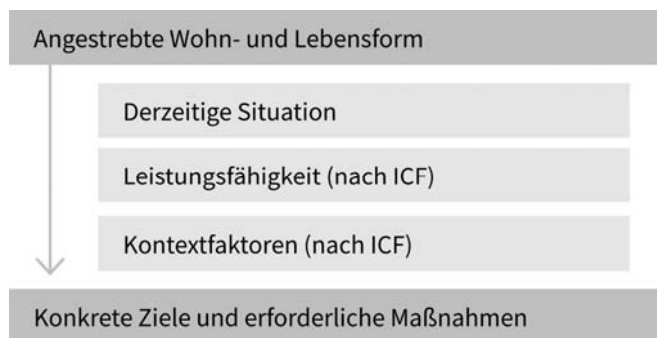 Angestrebte Wohn- und Lebensform
Derzeitige Situation
Leistungsfähigkeit (nach ICF)
Kontextfaktoren (nach ICF)
Konkrete Ziele und erforderliche Maßnahmen